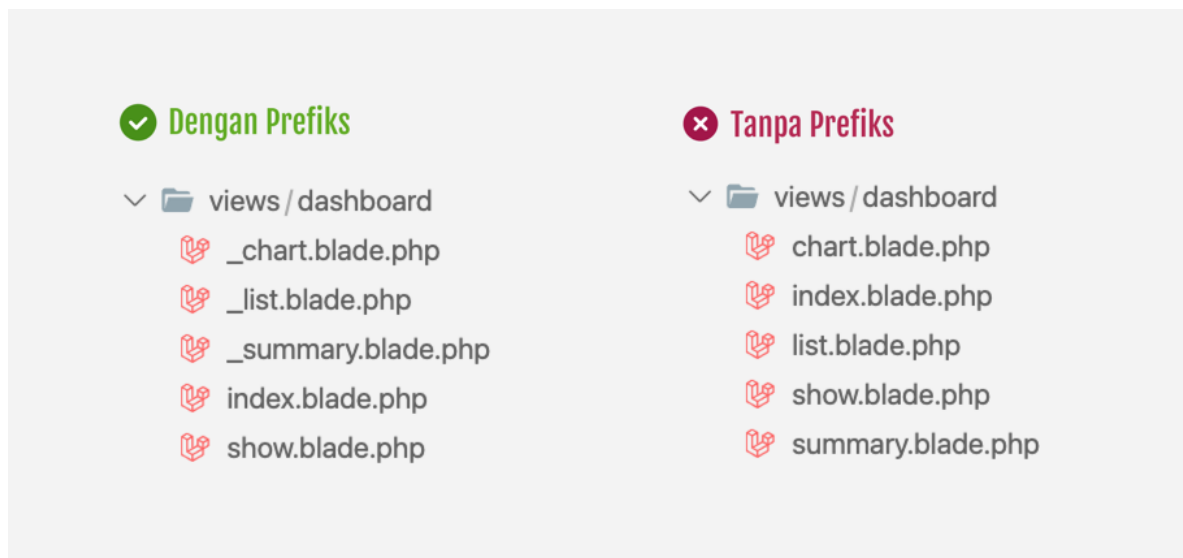 Dengan Prefiks
views/dashboard
_chart.blade.php
_list.blade.php
_summary.blade.php
index.blade.php
show.blade.php
Tanpa Prefiks
views/dashboard
chart.blade.php
index.blade.php
list.blade.php
show.blade.php
summary.blade.php